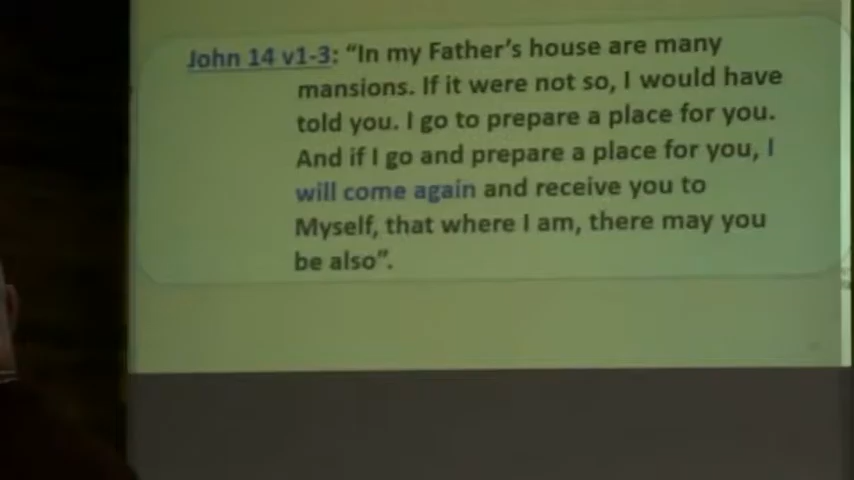 John 14 v1-3: “In my Father’s house are many
mansions. If it were not so, I would have
told you. I go to prepare a place for you.
And if I go and prepare a place for you, I
will come again and receive you to
Myself, that where I am, there may you
be also”.